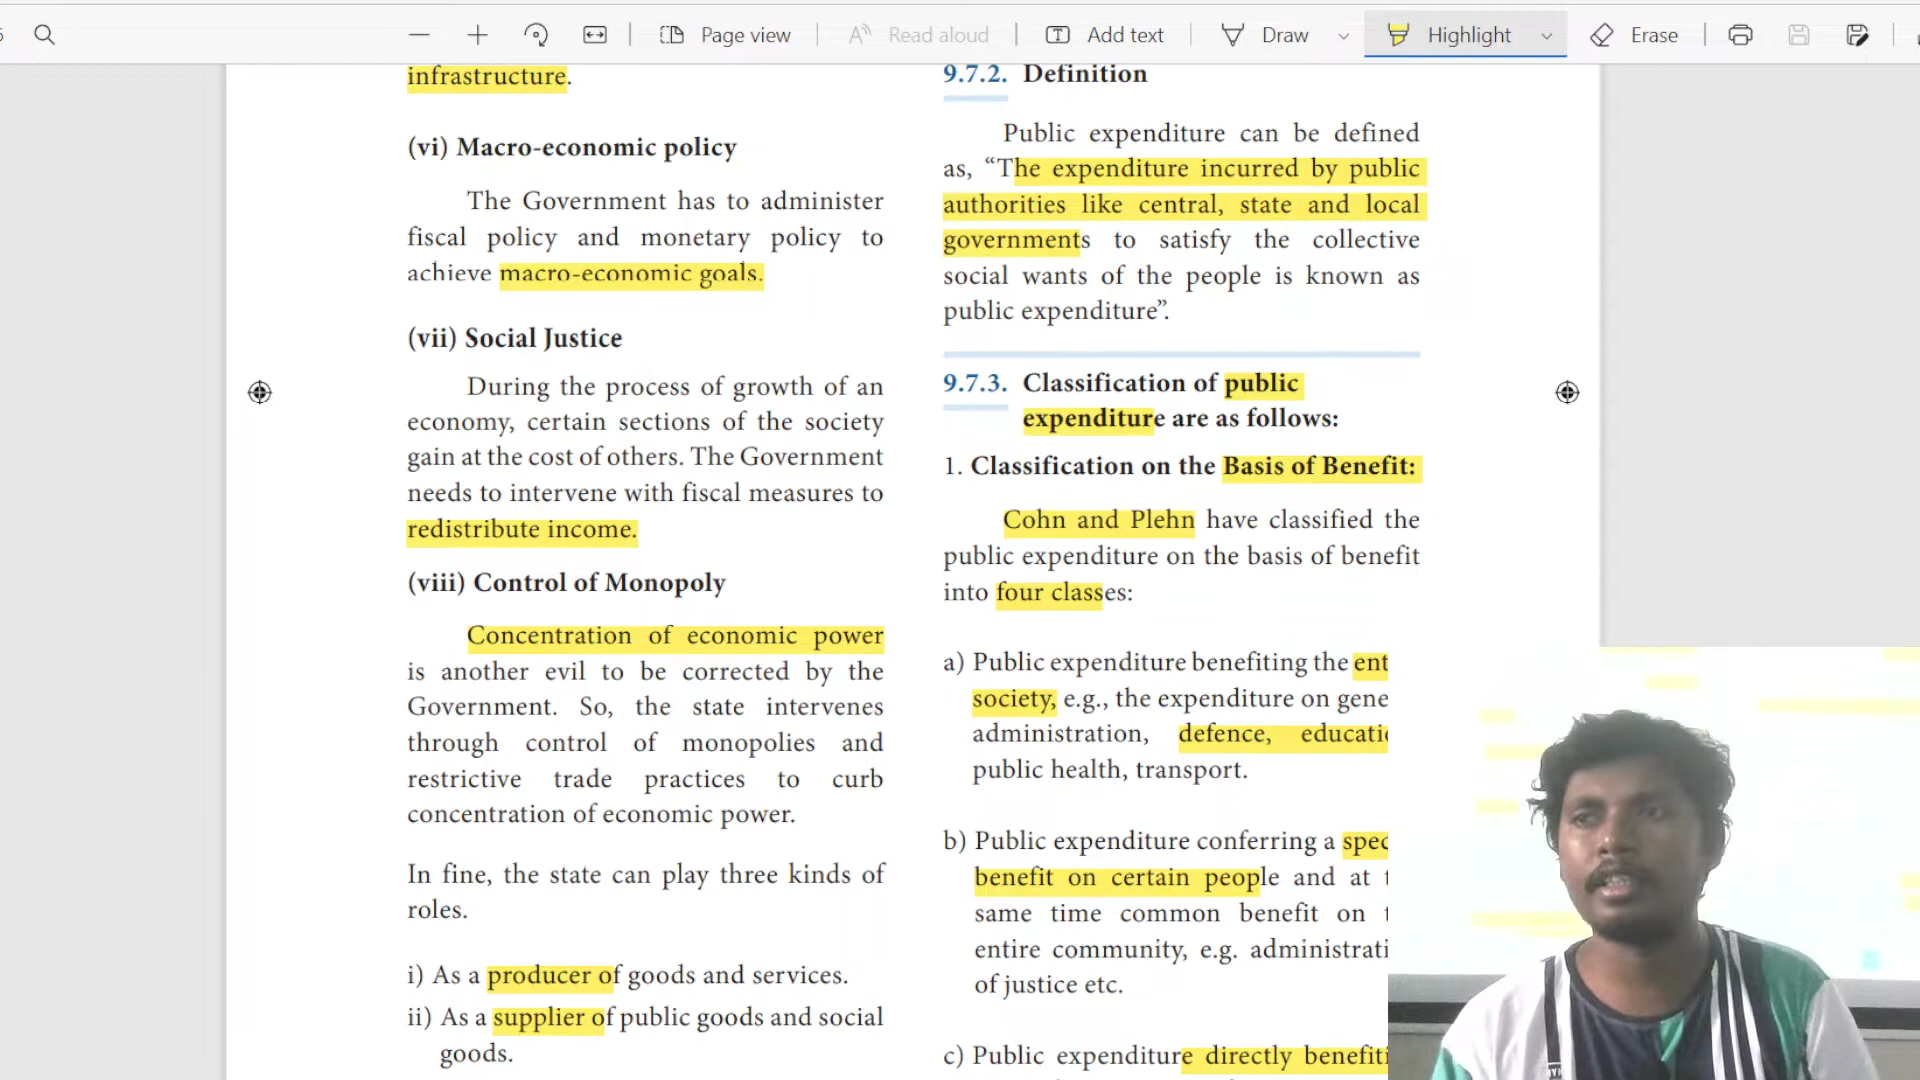 Page view
Read aloud
Add text
Draw
Highlight
Erase
infrastructure.
(vi) Macro-economic policy
The Government has to administer
fiscal policy and monetary policy to
achieve macro-economic goals.
(vii) Social Justice
During the process of growth of an
economy, certain sections of the society
gain at the cost of others. The Government
needs to intervene with fiscal measures to
redistribute income.
(viii) Control of Monopoly
Concentration of economic power
is another evil to be corrected by the
Government. So, the state intervenes
through control of monopolies and
restrictive trade practices to curb
concentration of economic power.
In fine, the state can play three kinds of
roles.
i) As a producer of goods and services.
ii) As a supplier of public goods and social
goods.
9.7.2. Definition
Public expenditure can be defined
as, “The expenditure incurred by public
authorities like central, state and local
governments to satisfy the collective
social wants of the people is known as
public expenditure”.
9.7.3. Classification of public
expenditure are as follows:
1. Classification on the Basis of Benefit:
Cohn and Plehn have classified the
public expenditure on the basis of benefit
into four classes:
a) Public expenditure benefiting the ent
society, e.g., the expenditure on gene
administration, defence, educati
public health, transport.
b) Public expenditure conferring a spec
benefit on certain people and at t
same time common benefit on t
entire community, e.g. administrati
of justice etc.
c) Public expenditure directly benefiti